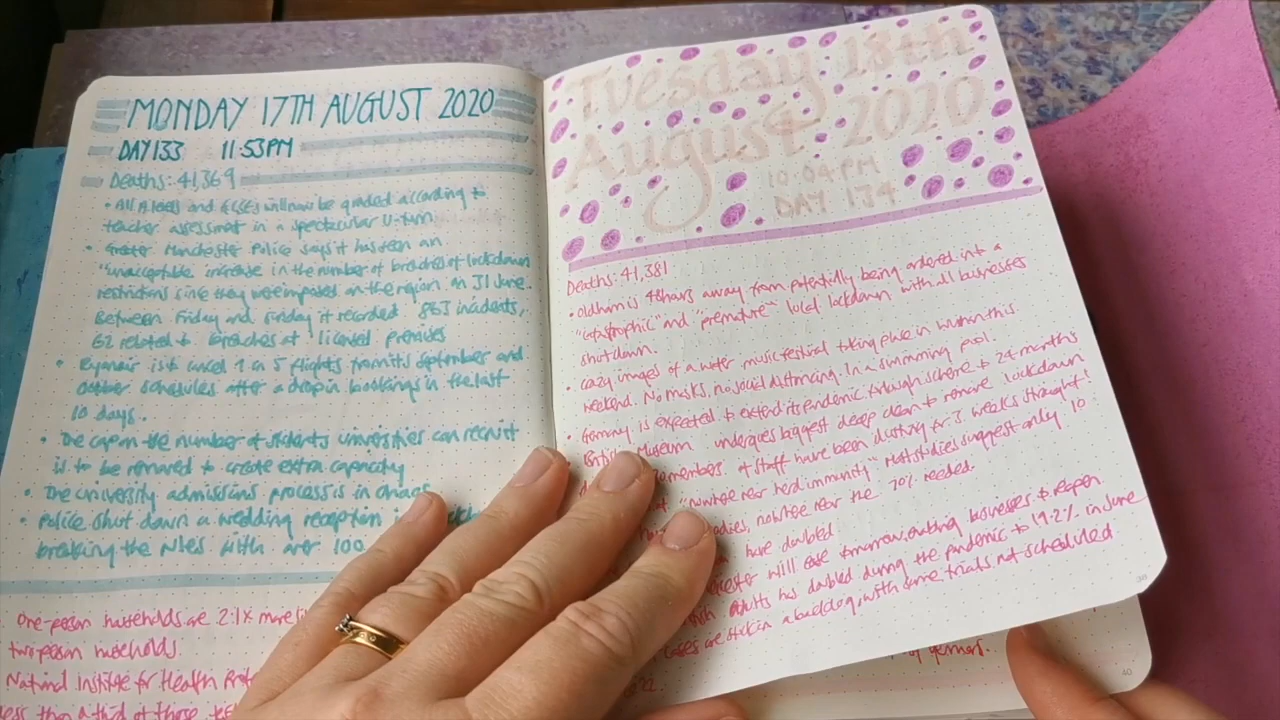 MONDAY 17TH AUGUST 2020
DAY 133 11:53PM
Deaths: 41,369
• All A levels and GCSEs will now be graded according to
teacher assessment in a spectacular U-turn.
• Greater Manchester Police says it has seen an
"unacceptable" increase in the number of breaches of lockdown
restrictions since they were imposed on the region on 31 June.
Between Friday and Sunday it recorded 863 incidents,
62 related to breaches at licensed premises
• Ryanair is to cancel 1 in 5 flights from its September and
October schedules after a drop in bookings in the last
10 days.
• The cap on the number of students universities can recruit
is to be removed to create extra capacity
• The university admissions process is in chaos
• Police shut down a wedding reception
breaking the rules with over 100
One-person households are 2.1x more
two person households.
National institute for Health
less than a third of those
Tuesday 18th
August 2020
10:04PM
DAY 134
Deaths: 41,381
• Oldham is 48 hours away from potentially being ordered into a
"catastrophic" and "premature" local lockdown with all businesses
shut down.
• Crazy images of a water music festival taking place in Wuhan this
weekend. No masks, no social distancing. In a swimming pool.
• Germany is expected to extend its pandemic furlough scheme to 24 months
British Museum undergoes biggest deep clean to remove lockdown
members of staff have been dusting for 3 weeks straight!
"nowhere near herd immunity" Most studies suggest only 10
nowhere near the 70% needed.
have doubled
will ease tomorrow, enabling businesses to reopen
adults has doubled during the pandemic to 19.2% in June
cases are stuck in a backlog, with some trials not scheduled
22.
38
of
40